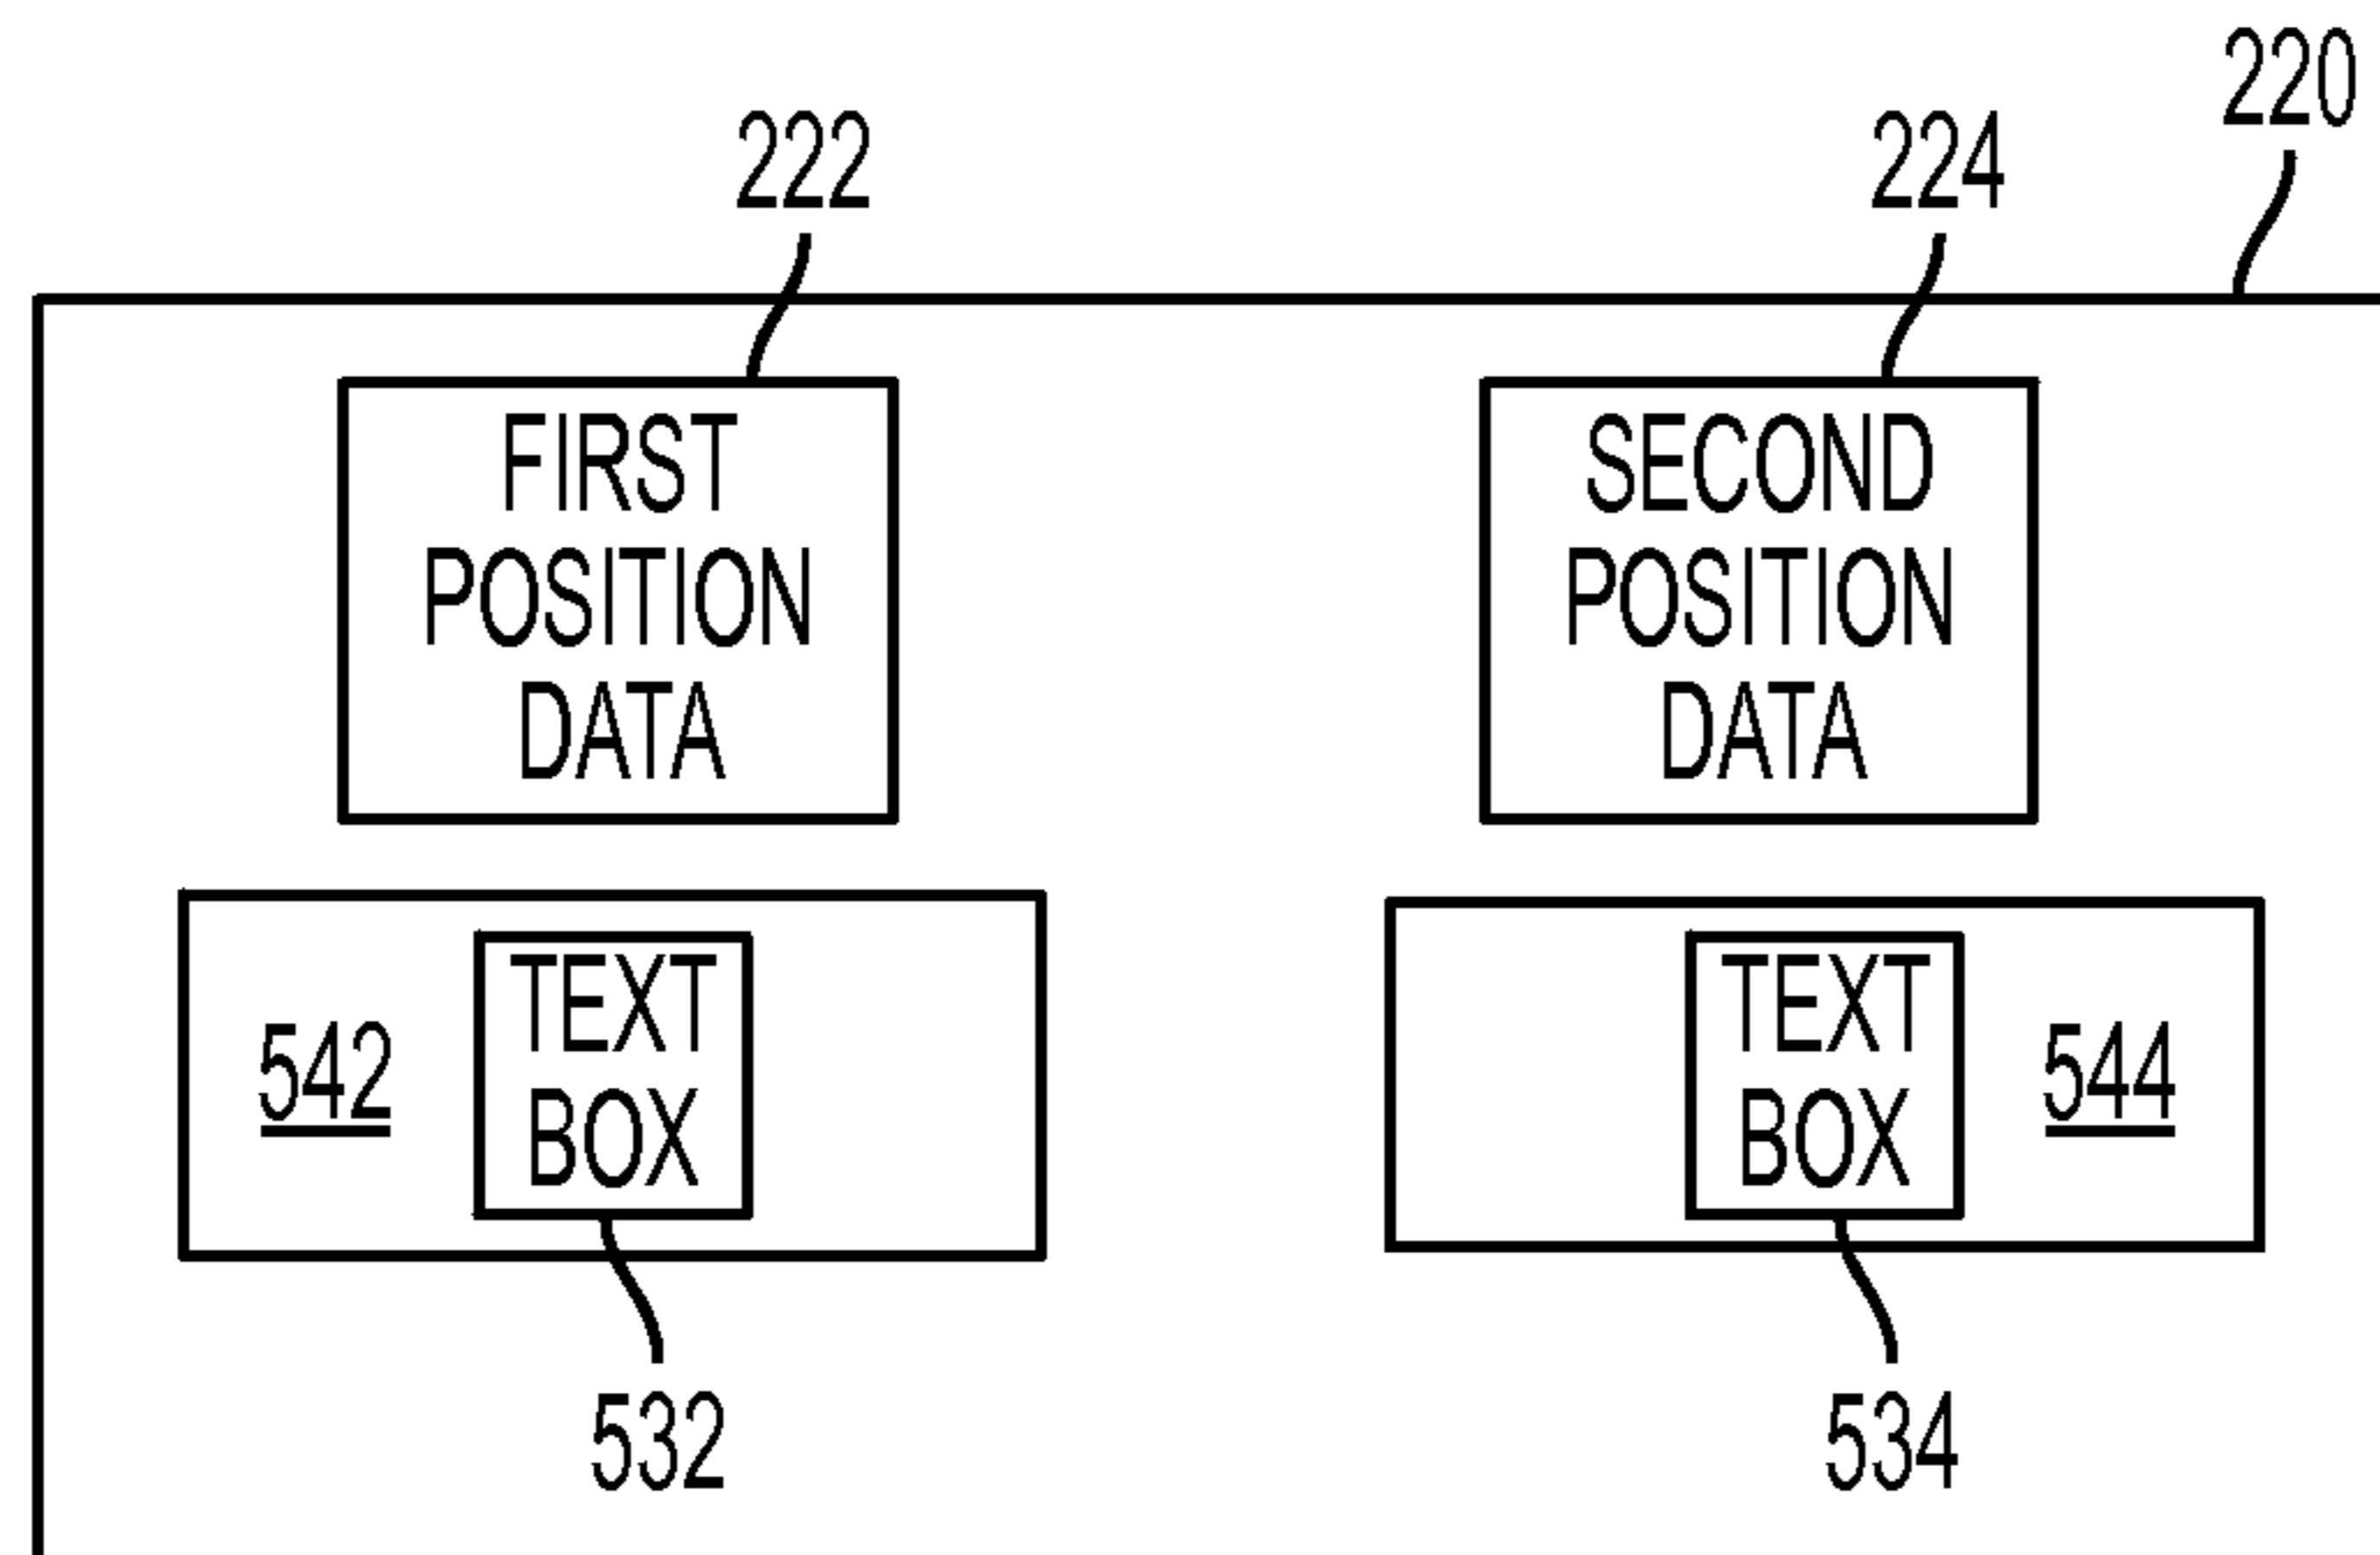 220
222
224
FIRST
POSITION
DATA
SECOND
POSITION
DATA
542
TEXT
BOX
TEXT
BOX
544
532
534